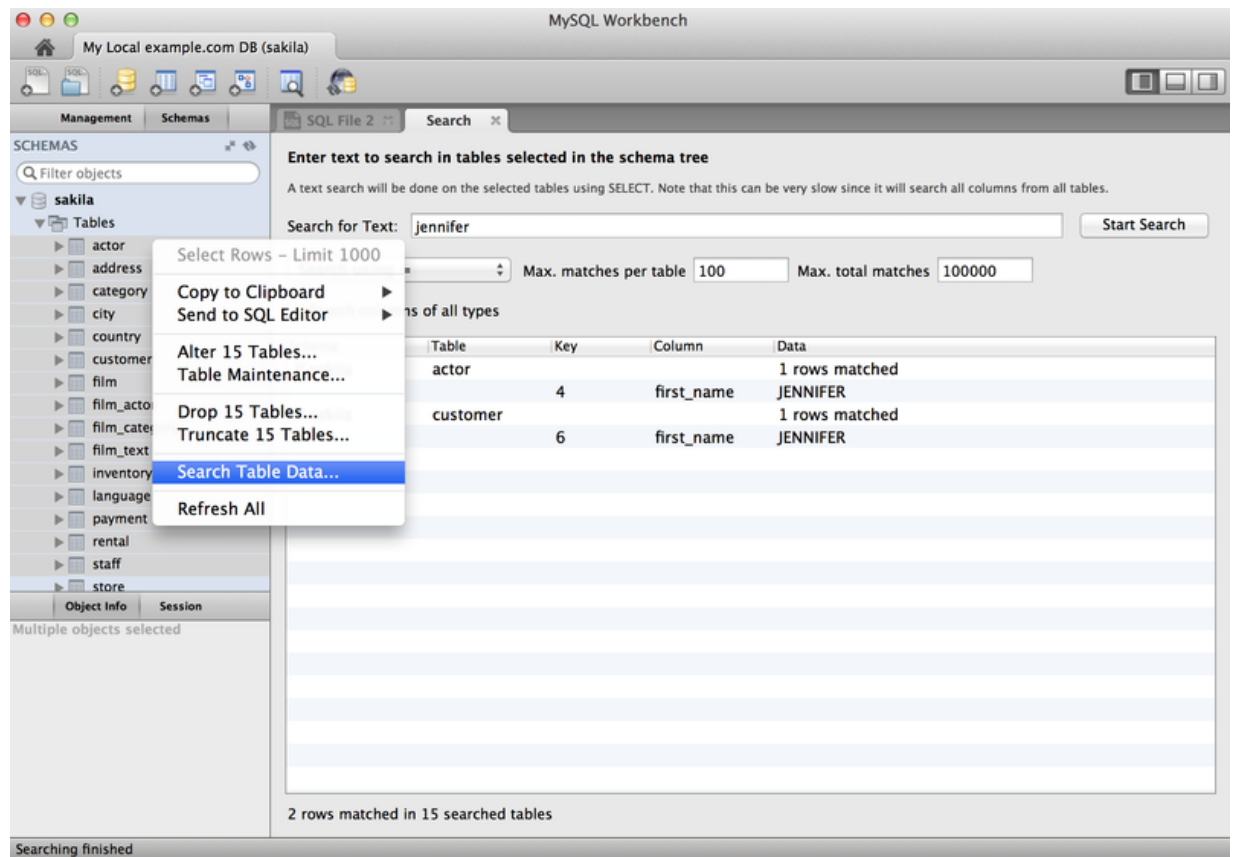 MySQL Workbench
My Local example.com DB (sakila)
SQL
SQL
Management Schemas
SQL File 2
Search
SCHEMAS
Filter objects
sakila
Tables
actor
address
category
city
country
customer
film
film_acto
film_cate
film_text
inventory
language
payment
rental
staff
store
Object Info Session
Multiple objects selected
Select Rows – Limit 1000
Copy to Clipboard
Send to SQL Editor
Alter 15 Tables...
Table Maintenance...
Drop 15 Tables...
Truncate 15 Tables...
Search Table Data...
Refresh All
Enter text to search in tables selected in the schema tree
A text search will be done on the selected tables using SELECT. Note that this can be very slow since it will search all columns from all tables.
Search for Text: jennifer Start Search
= Max. matches per table 100 Max. total matches 100000
of all types
Table Key Column Data
actor 1 rows matched
4 first_name JENNIFER
customer 1 rows matched
6 first_name JENNIFER
2 rows matched in 15 searched tables
Searching finished